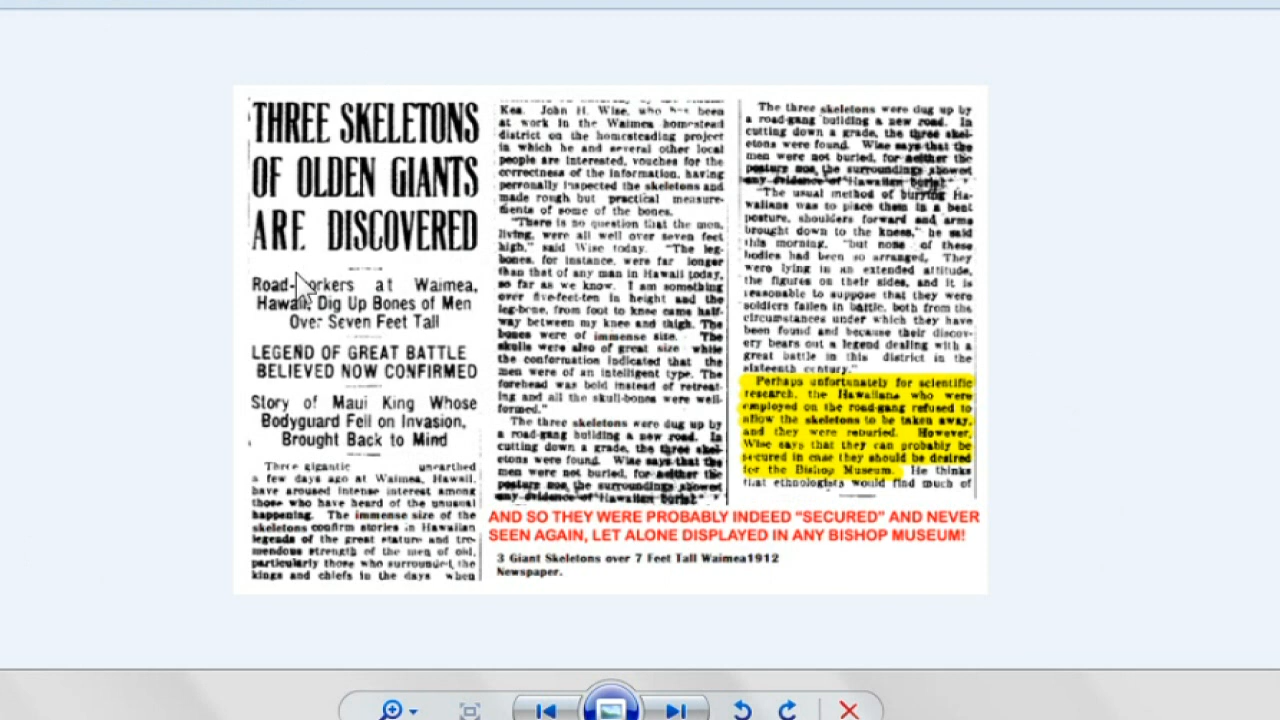 THREE SKELETONS
OF OLDEN GIANTS
ARE DISCOVERED
Road-workers at Waimea,
Hawaii, Dig Up Bones of Men
Over Seven Feet Tall
LEGEND OF GREAT BATTLE
BELIEVED NOW CONFIRMED
Story of Maui King Whose
Bodyguard Fell on Invasion,
Brought Back to Mind
Three gigantic unearthed
a few days ago at Waimea, Hawaii,
have aroused intense interest among
those who have heard of the unusual
happening. The immense size of the
skeletons confirm stories in Hawaiian
legends of the great stature and tre-
mendous strength of the men of old,
particularly those who surrounded the
kings and chiefs in the days when
Kea. John H. Wise, who has been
at work in the Waimea homestead
district on the homesteading project
in which he and several other local
people are interested, vouches for the
correctness of the information, having
personally inspected the skeletons and
made rough but practical measure-
ments of some of the bones.
"There is no question that the men,
living, were all well over seven feet
high," said Wise today. "The leg-
bones, for instance, were far longer
than that of any man in Hawaii today,
so far as we know. I am something
over five-feet-ten in height and the
leg-bone, from foot to knee came half-
way between my knee and thigh. The
bones were of immense size. The
skulls were also of great size while
the conformation indicated that the
men were of an intelligent type. The
forehead was bold instead of retreat-
ing and all the skull-bones were well-
formed."
The three skeletons were dug up by
a road-gang building a new road. In
cutting down a grade, the three skel-
etons were found. Wise says that the
men were not buried, for neither the
posture nor the surroundings showed
any evidence of Hawaiian burial.
The three skeletons were dug up by
a road-gang building a new road. In
cutting down a grade, the three skel-
etons were found. Wise says that the
men were not buried, for neither the
posture nor the surroundings showed
any evidence of Hawaiian burial.
"The usual method of burying Ha-
waiians was to place them in a bent
posture, shoulders forward and arms
brought down to the knees," he said
this morning, "but none of these
bodies had been so arranged. They
were lying in an extended attitude,
the figures on their sides, and it is
reasonable to suppose that they were
soldiers fallen in battle, both from the
circumstances under which they have
been found and because their discov-
ery bears out a legend dealing with a
great battle in this district in the
sixteenth century."
Perhaps unfortunately for scientific
research, the Hawaiians who were
employed on the road-gang refused to
allow the skeletons to be taken away,
and they were reburied. However,
Wise says that they can probably be
secured in case they should be desired
for the Bishop Museum. He thinks
that ethnologists would find much of
AND SO THEY WERE PROBABLY INDEED "SECURED" AND NEVER
SEEN AGAIN, LET ALONE DISPLAYED IN ANY BISHOP MUSEUM!
3 Giant Skeletons over 7 Feet Tall Waimea1912
Newspaper.